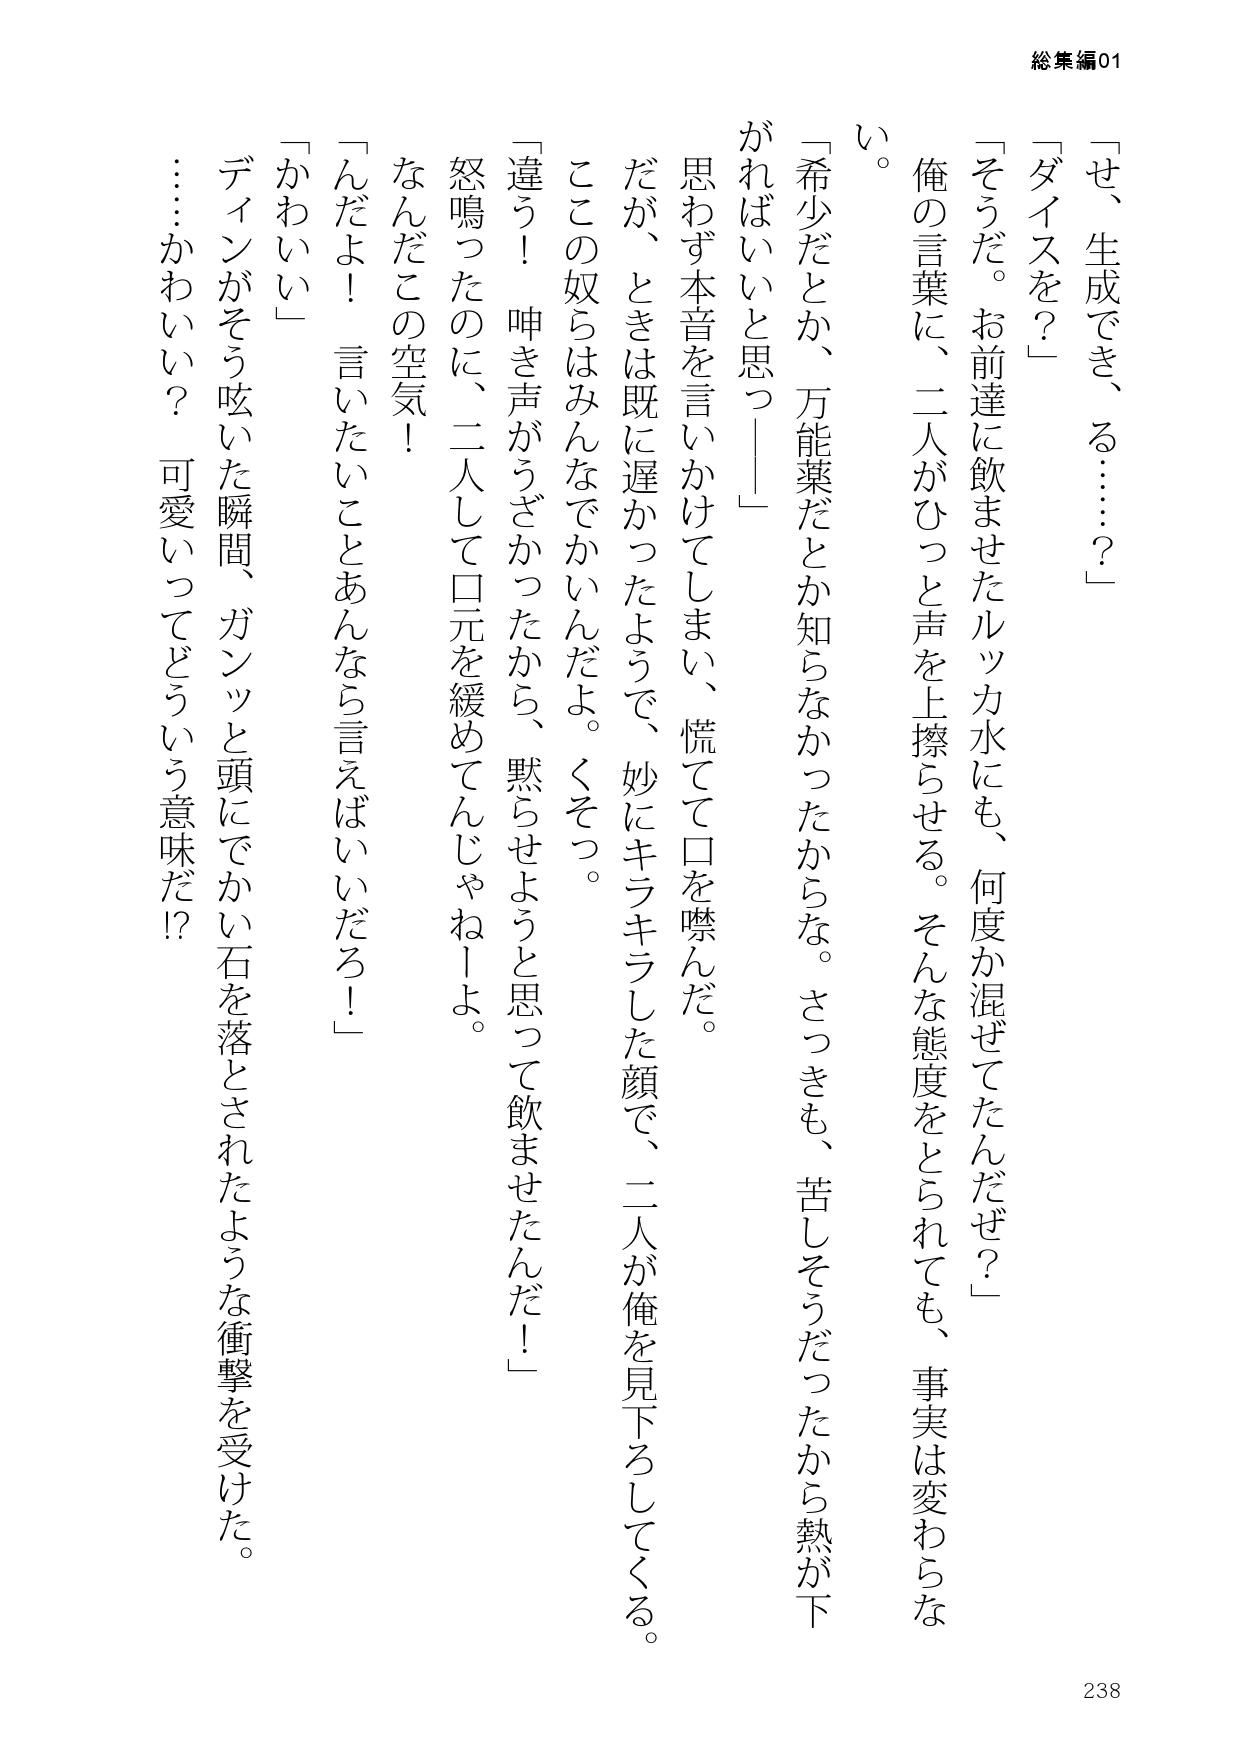 総集編01
「せ、生成でき、る……？」
「ダイスを？」
「そうだ。お前達に飲ませたルッカ水にも、何度か混ぜてたんだぜ？」
俺の言葉に、二人がひっと声を上擦らせる。そんな態度をとられても、事実は変わらな
い。
「希少だとか、万能薬だとか知らなかったからな。さっきも、苦しそうだったから熱が下
がればいいと思っ――」
思わず本音を言いかけてしまい、慌てて口を噤んだ。
だが、ときは既に遅かったようで、妙にキラキラした顔で、二人が俺を見下ろしてくる。
ここの奴らはみんなでかいんだよ。くそっ。
「違う！　呻き声がうざかったから、黙らせようと思って飲ませたんだ！」
怒鳴ったのに、二人して口元を緩めてんじゃねーよ。
なんだこの空気！
「んだよ！　言いたいことあんなら言えばいいだろ！」
「かわいい」
ディンがそう呟いた瞬間、ガンッと頭にでかい石を落とされたような衝撃を受けた。
……かわいい？　可愛いってどういう意味だ⁉
238